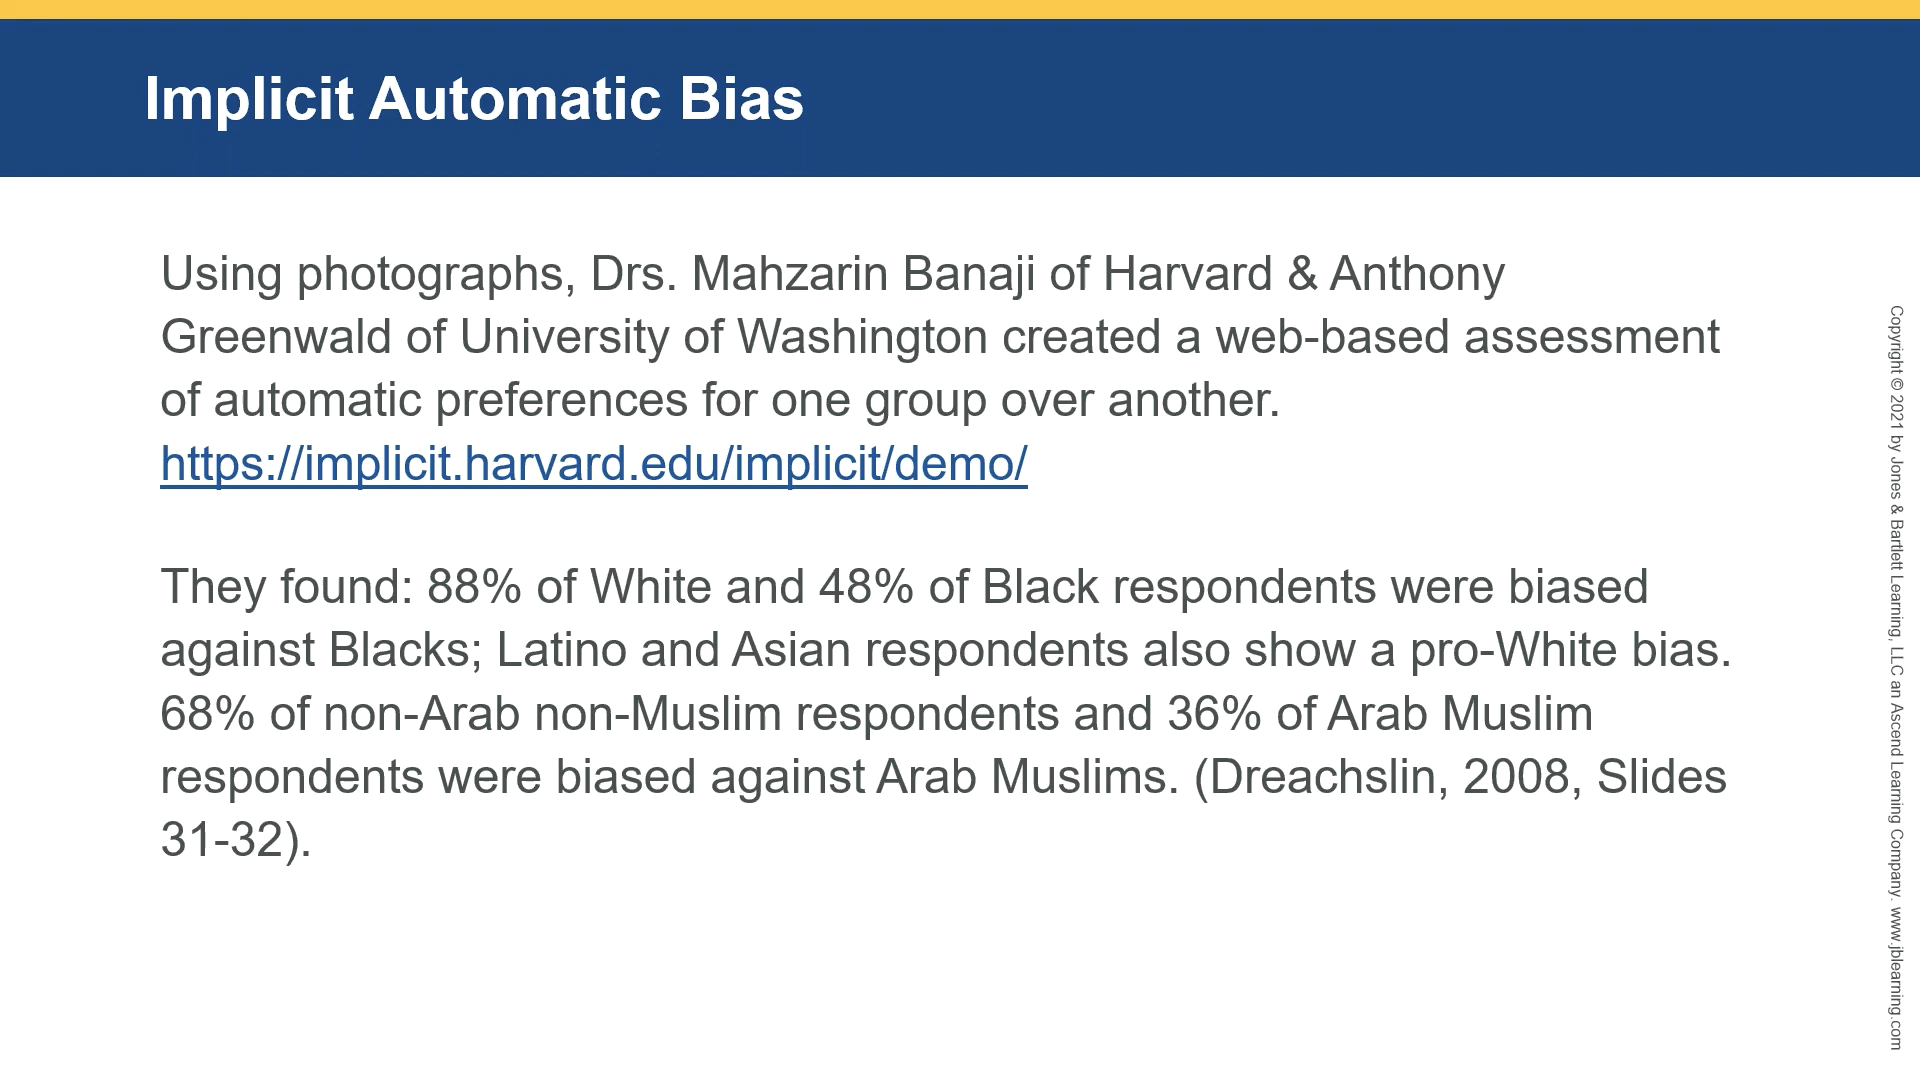 Implicit Automatic Bias
Using photographs, Drs. Mahzarin Banaji of Harvard & Anthony
Greenwald of University of Washington created a web-based assessment
of automatic preferences for one group over another.
https://implicit.harvard.edu/implicit/demo/
They found: 88% of White and 48% of Black respondents were biased
against Blacks; Latino and Asian respondents also show a pro-White bias.
68% of non-Arab non-Muslim respondents and 36% of Arab Muslim
respondents were biased against Arab Muslims. (Dreachslin, 2008, Slides
31-32).
Copyright © 2021 by Jones & Bartlett Learning, LLC an Ascend Learning Company. www.jblearning.com